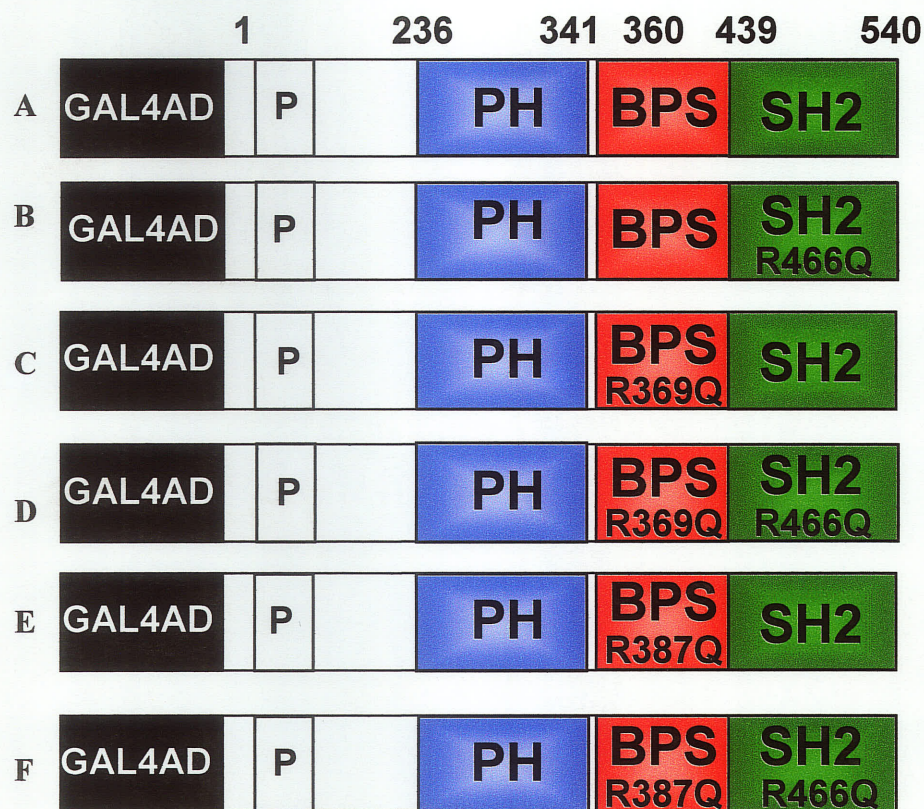 1 236 341 360 439 540
A GAL4AD P PH BPS SH2
B GAL4AD P PH BPS SH2
R466Q
C GAL4AD P PH BPS SH2
R369Q
D GAL4AD P PH BPS SH2
R369Q R466Q
E GAL4AD P PH BPS SH2
R387Q
F GAL4AD P PH BPS SH2
R387Q R466Q